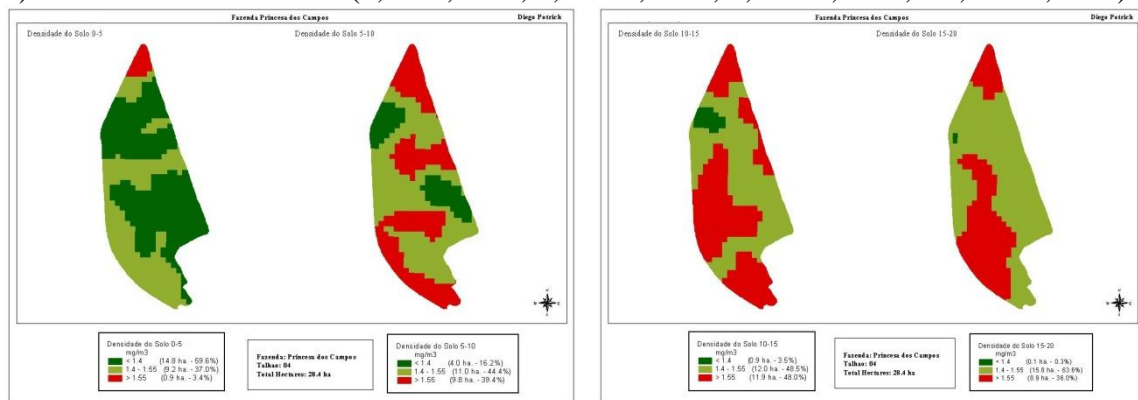 Fazenda Princesa dos Campos
Diego Potrich
Densidade do Solo 0-5
Densidade do Solo 5-10
Densidade do Solo 0-5
mg/m3
< 1.4 (14.8 ha. - 59.6%)
1.4 - 1.55 (9.2 ha. - 37.0%)
> 1.55 (0.9 ha. - 3.4%)
Fazenda: Princesa dos Campos
Talhao: 04
Total Hectares: 28.4 ha
Densidade do Solo 5-10
mg/m3
< 1.4 (4.0 ha. - 16.2%)
1.4 - 1.55 (11.0 ha. - 44.4%)
> 1.55 (9.8 ha. - 39.4%)
Fazenda Princesa dos Campos
Diego Potrich
Densidade do Solo 10-15
Densidade do Solo 15-20
Densidade do Solo 10-15
mg/m3
< 1.4 (0.9 ha. - 3.5%)
1.4 - 1.55 (12.0 ha. - 48.5%)
> 1.55 (11.9 ha. - 48.0%)
Fazenda: Princesa dos Campos
Talhao: 04
Total Hectares: 28.4 ha
Densidade do Solo 15-20
mg/m3
< 1.4 (0.1 ha. - 0.3%)
1.4 - 1.55 (15.8 ha. - 63.6%)
> 1.55 (8.9 ha. - 36.0%)